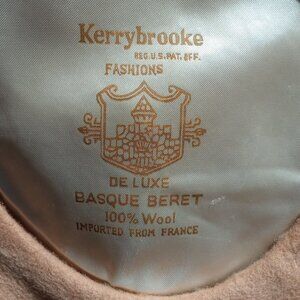 Kerrybrooke
REG.U.S.PAT.OFF.
FASHIONS
DE LUXE
BASQUE BERET
100% Wool
IMPORTED FROM FRANCE